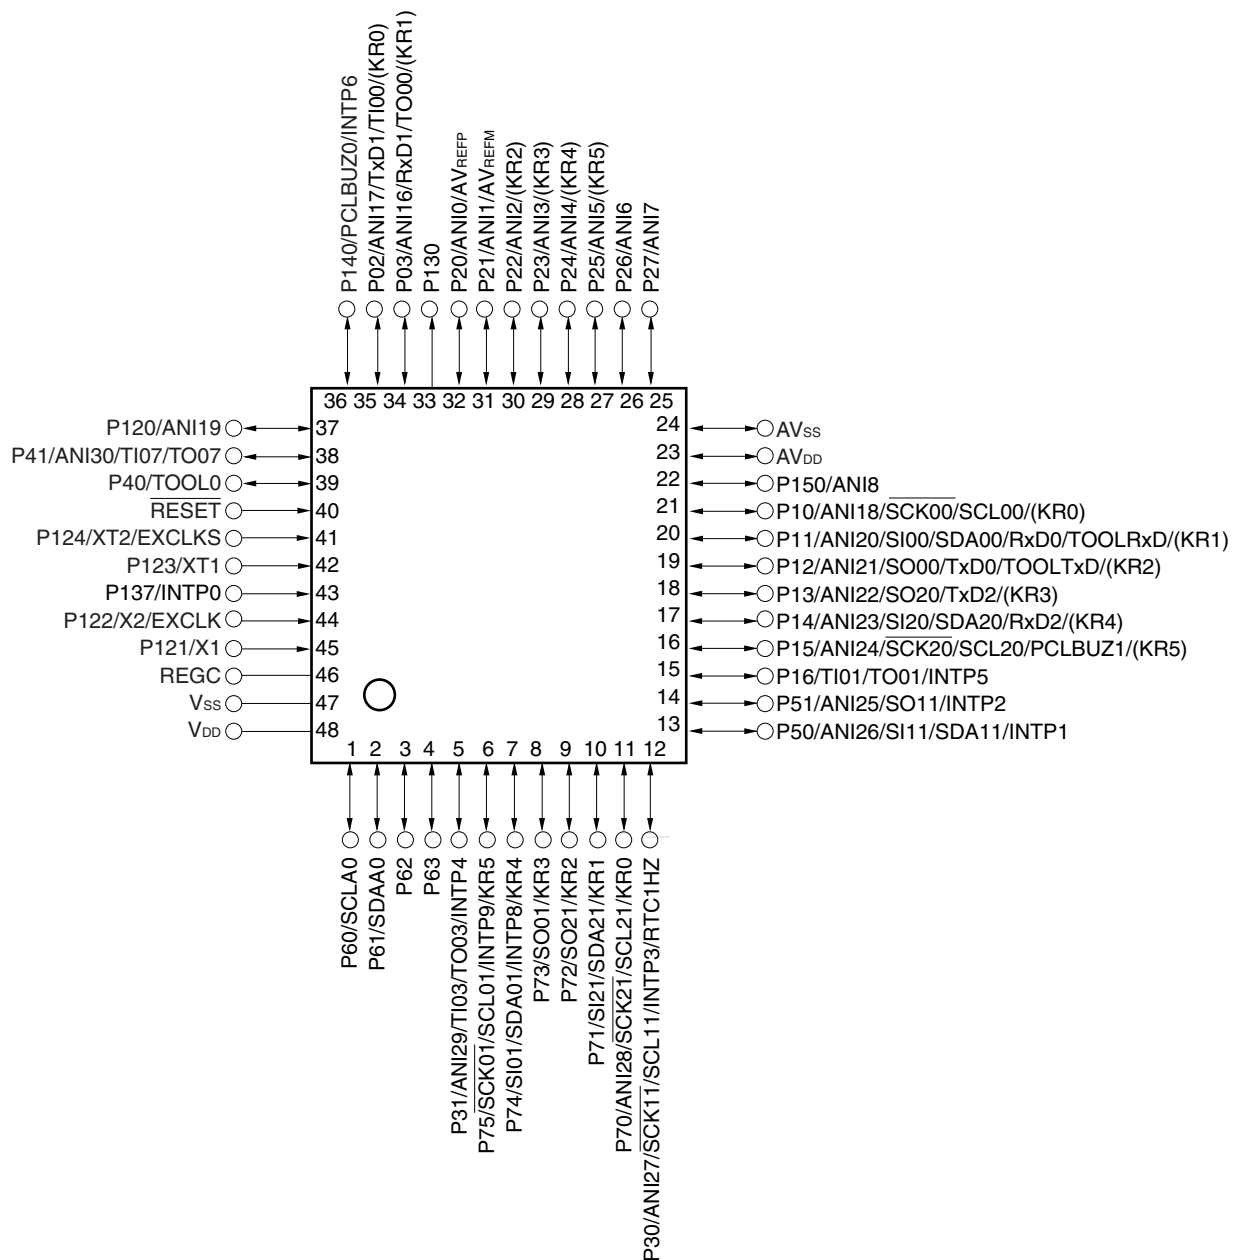 P140/PCLBUZ0/INTP6
P02/ANI17/TxD1/TI00/(KR0)
P03/ANI16/RxD1/TO00/(KR1)
P130
P20/ANI0/AVREFP
P21/ANI1/AVREFM
P22/ANI2/(KR2)
P23/ANI3/(KR3)
P24/ANI4/(KR4)
P25/ANI5/(KR5)
P26/ANI6
P27/ANI7
36 35 34 33 32 31 30 29 28 27 26 25
P120/ANI19 37
P41/ANI30/TI07/TO07 38
P40/TOOL0 39
RESET 40
P124/XT2/EXCLKS 41
P123/XT1 42
P137/INTP0 43
P122/X2/EXCLK 44
P121/X1 45
REGC 46
VSS 47
VDD 48
24 AVSS
23 AVDD
22 P150/ANI8
21 P10/ANI18/SCK00/SCL00/(KR0)
20 P11/ANI20/SI00/SDA00/RxD0/TOOLRxD/(KR1)
19 P12/ANI21/SO00/TxD0/TOOLTxD/(KR2)
18 P13/ANI22/SO20/TxD2/(KR3)
17 P14/ANI23/SI20/SDA20/RxD2/(KR4)
16 P15/ANI24/SCK20/SCL20/PCLBUZ1/(KR5)
15 P16/TI01/TO01/INTP5
14 P51/ANI25/SO11/INTP2
13 P50/ANI26/SI11/SDA11/INTP1
1 2 3 4 5 6 7 8 9 10 11 12
P60/SCLA0
P61/SDAA0
P62
P63
P31/ANI29/TI03/TO03/INTP4
P75/SCK01/SCL01/INTP9/KR5
P74/SI01/SDA01/INTP8/KR4
P73/SO01/KR3
P72/SO21/KR2
P71/SI21/SDA21/KR1
P70/ANI28/SCK21/SCL21/KR0
P30/ANI27/SCK11/SCL11/INTP3/RTC1HZ